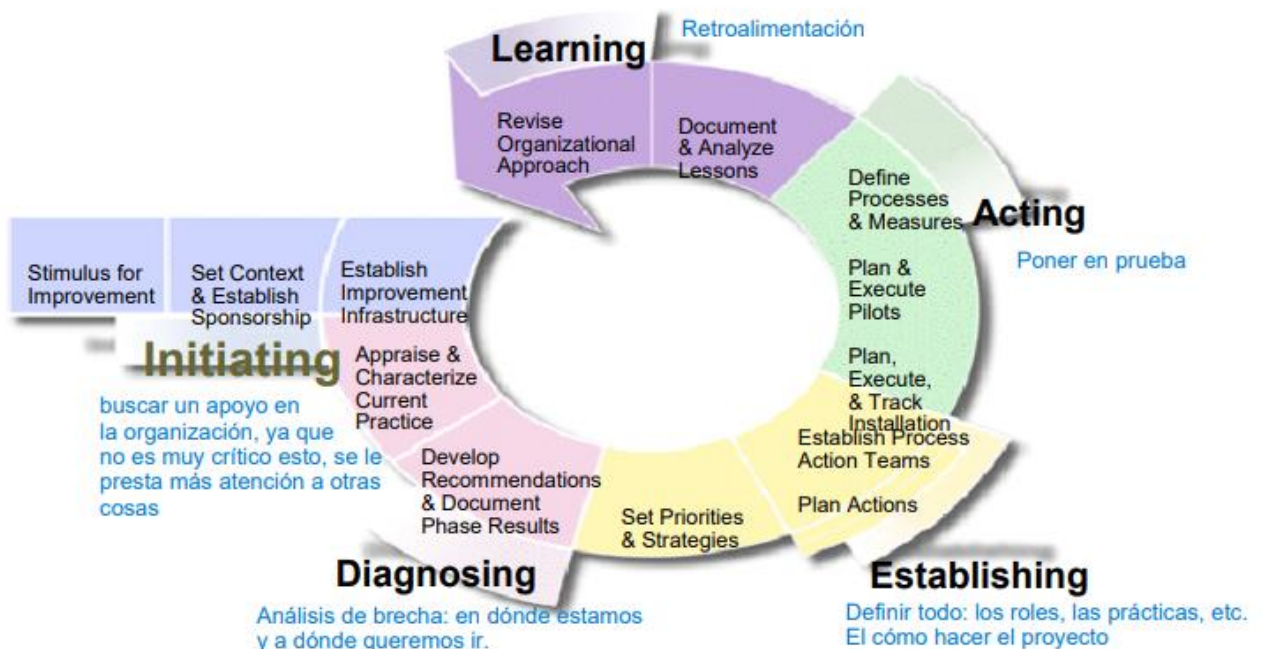 Learning
Retroalimentación
Revise
Organizational
Approach
Document
& Analyze
Lessons
Define
Processes
& Measures
Acting
Poner en prueba
Plan &
Execute
Pilots
Plan,
Execute,
& Track
Installation
Stimulus for
Improvement
Set Context
& Establish
Sponsorship
Establish
Improvement
Infrastructure
Initiating
buscar un apoyo en
la organización, ya que
no es muy crítico esto, se le
presta más atención a otras
cosas
Appraise &
Characterize
Current
Practice
Develop
Recommendations
& Document
Phase Results
Diagnosing
Análisis de brecha: en dónde estamos
y a dónde queremos ir.
Set Priorities
& Strategies
Establish Process
Action Teams
Plan Actions
Establishing
Definir todo: los roles, las prácticas, etc.
El cómo hacer el proyecto